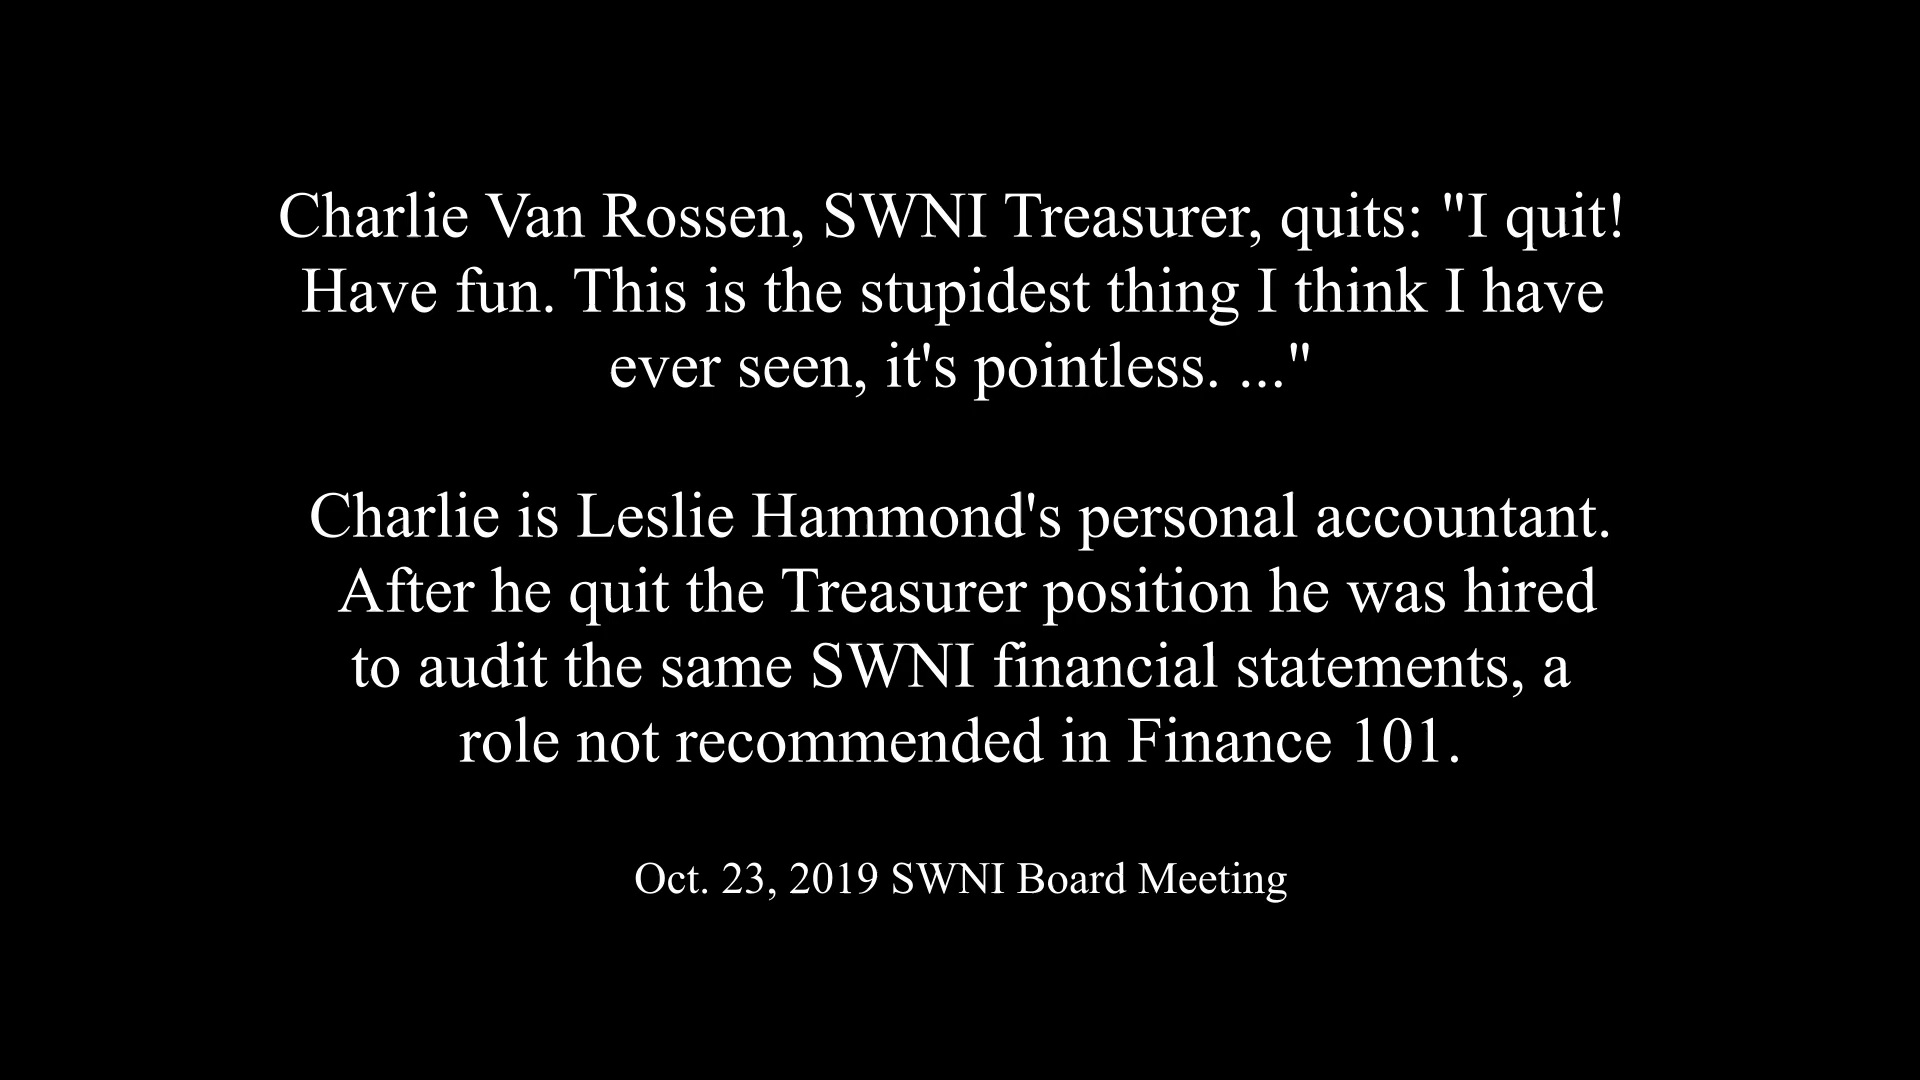 Charlie Van Rossen, SWNI Treasurer, quits: "I quit!
Have fun. This is the stupidest thing I think I have
ever seen, it's pointless. ..."
Charlie is Leslie Hammond's personal accountant.
After he quit the Treasurer position he was hired
to audit the same SWNI financial statements, a
role not recommended in Finance 101.
Oct. 23, 2019 SWNI Board Meeting